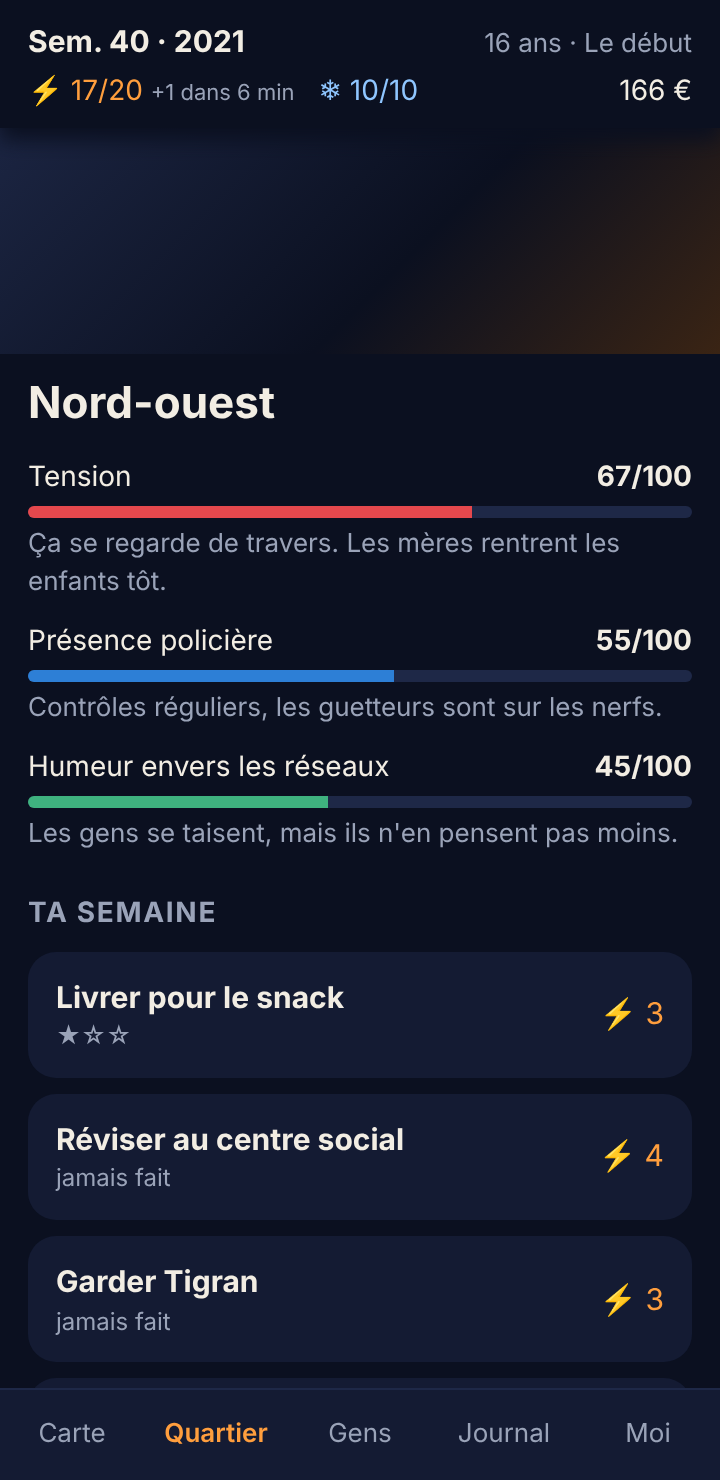 Sem. 40 · 2021
16 ans · Le début
⚡ 17/20 +1 dans 6 min ❄ 10/10 166 €
Nord-ouest
Tension 67/100
Ça se regarde de travers. Les mères rentrent les
enfants tôt.
Présence policière 55/100
Contrôles réguliers, les guetteurs sont sur les nerfs.
Humeur envers les réseaux 45/100
Les gens se taisent, mais ils n'en pensent pas moins.
TA SEMAINE
Livrer pour le snack
★☆☆
⚡ 3
Réviser au centre social
jamais fait
⚡ 4
Garder Tigran
jamais fait
⚡ 3
Carte Quartier Gens Journal Moi